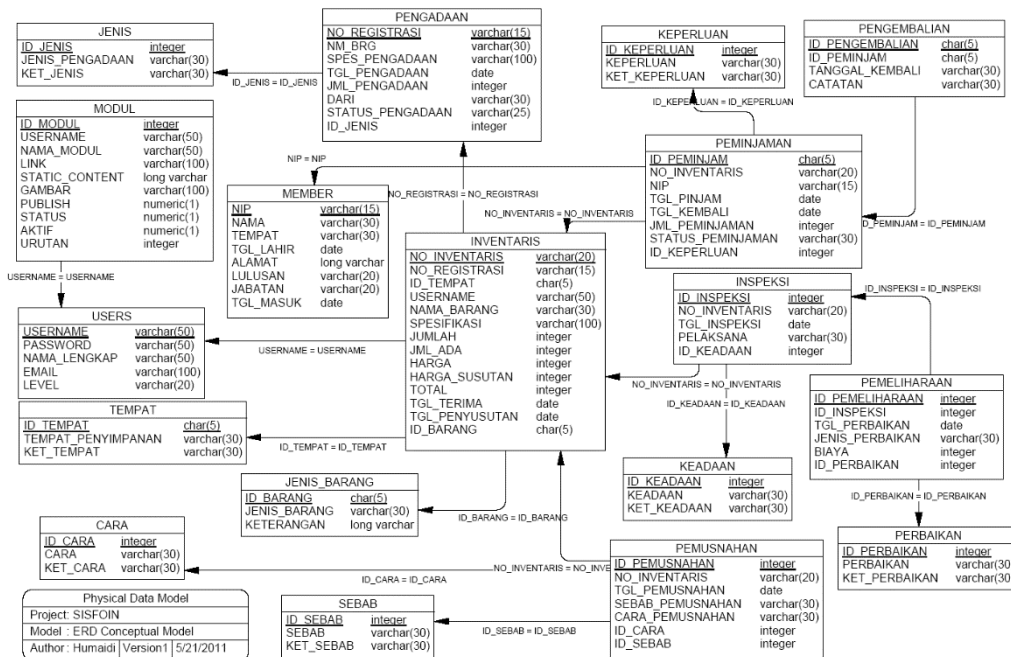 JENIS
ID_JENIS integer
JENIS_PENGADAAN varchar(30)
KET_JENIS varchar(30)
ID_JENIS = ID_JENIS
PENGADAAN
NO_REGISTRASI varchar(15)
NM_BRG varchar(30)
SPES_PENGADAAN varchar(100)
TGL_PENGADAAN date
JML_PENGADAAN integer
DARI varchar(30)
STATUS_PENGADAAN varchar(25)
ID_JENIS integer
KEPERLUAN
ID_KEPERLUAN integer
KEPERLUAN varchar(30)
KET_KEPERLUAN varchar(30)
ID_KEPERLUAN = ID_KEPERLUAN
PENGEMBALIAN
ID_PENGEMBALIAN char(5)
ID_PEMINJAM char(5)
TANGGAL_KEMBALI varchar(30)
CATATAN varchar(30)
MODUL
ID_MODUL integer
USERNAME varchar(50)
NAMA_MODUL varchar(50)
LINK varchar(100)
STATIC_CONTENT long varchar
GAMBAR varchar(100)
PUBLISH numeric(1)
STATUS numeric(1)
AKTIF numeric(1)
URUTAN integer
USERNAME = USERNAME
NIP = NIP
MEMBER
NIP varchar(15)
NAMA varchar(30)
TEMPAT varchar(30)
TGL_LAHIR date
ALAMAT long varchar
LULUSAN varchar(20)
JABATAN varchar(20)
TGL_MASUK date
NO_REGISTRASI = NO_REGISTRASI
PEMINJAMAN
ID_PEMINJAM char(5)
NO_INVENTARIS varchar(20)
NIP varchar(15)
TGL_PINJAM date
TGL_KEMBALI date
JML_PEMINJAMAN integer
STATUS_PEMINJAMAN varchar(30)
ID_KEPERLUAN integer
NO_INVENTARIS = NO_INVENTARIS
D_PEMINJAM = ID_PEMINJAM
INVENTARIS
NO_INVENTARIS varchar(20)
NO_REGISTRASI varchar(15)
ID_TEMPAT char(5)
USERNAME varchar(50)
NAMA_BARANG varchar(30)
SPESIFIKASI varchar(100)
JUMLAH integer
JML_ADA integer
HARGA integer
HARGA_SUSUTAN integer
TOTAL integer
TGL_TERIMA date
TGL_PENYUSUTAN date
ID_BARANG char(5)
INSPEKSI
ID_INSPEKSI integer
NO_INVENTARIS varchar(20)
TGL_INSPEKSI date
PELAKSANA varchar(30)
ID_KEADAAN integer
ID_INSPEKSI = ID_INSPEKSI
USERS
USERNAME varchar(50)
PASSWORD varchar(50)
NAMA_LENGKAP varchar(50)
EMAIL varchar(100)
LEVEL varchar(20)
USERNAME = USERNAME
NO_INVENTARIS = NO_INVENTARIS
ID_KEADAAN = ID_KEADAAN
PEMELIHARAAN
ID_PEMELIHARAAN integer
ID_INSPEKSI integer
TGL_PERBAIKAN date
JENIS_PERBAIKAN varchar(30)
BIAYA integer
ID_PERBAIKAN integer
TEMPAT
ID_TEMPAT char(5)
TEMPAT_PENYIMPANAN varchar(30)
KET_TEMPAT varchar(30)
ID_TEMPAT = ID_TEMPAT
JENIS_BARANG
ID_BARANG char(5)
JENIS_BARANG varchar(30)
KETERANGAN long varchar
ID_BARANG = ID_BARANG
KEADAAN
ID_KEADAAN integer
KEADAAN varchar(30)
KET_KEADAAN varchar(30)
ID_PERBAIKAN = ID_PERBAIKAN
CARA
ID_CARA integer
CARA varchar(30)
KET_CARA varchar(30)
ID_CARA = ID_CARA
NO_INVENTARIS = NO_INVE
PEMUSNAHAN
ID_PEMUSNAHAN integer
NO_INVENTARIS varchar(20)
TGL_PEMUSNAHAN date
SEBAB_PEMUSNAHAN varchar(30)
CARA_PEMUSNAHAN varchar(30)
ID_CARA integer
ID_SEBAB integer
PERBAIKAN
ID_PERBAIKAN integer
PERBAIKAN varchar(30
KET_PERBAIKAN varchar(30
Physical Data Model
Project: SISFOIN
Model : ERD Conceptual Model
Author : Humaidi Version1 5/21/2011
SEBAB
ID_SEBAB integer
SEBAB varchar(30)
KET_SEBAB varchar(30)
ID_SEBAB = ID_SEBAB